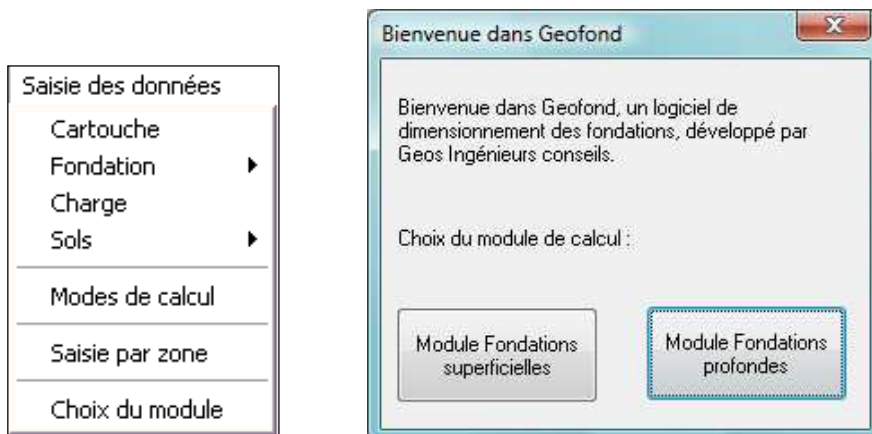 Saisie des données
Cartouche
Fondation
Charge
Sols
Modes de calcul
Saisie par zone
Choix du module
Bienvenue dans Geofond
Bienvenue dans Geofond, un logiciel de
dimensionnement des fondations, développé par
Geos Ingénieurs conseils.
Choix du module de calcul :
Module Fondations
superficielles
Module Fondations
profondes